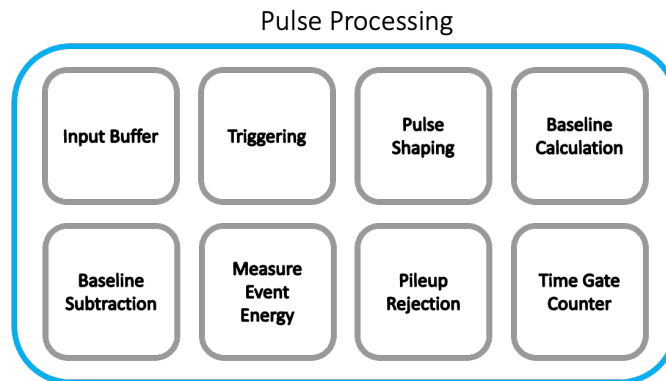 Pulse Processing
Input Buffer
Triggering
Pulse
Shaping
Baseline
Calculation
Baseline
Subtraction
Measure
Event
Energy
Pileup
Rejection
Time Gate
Counter